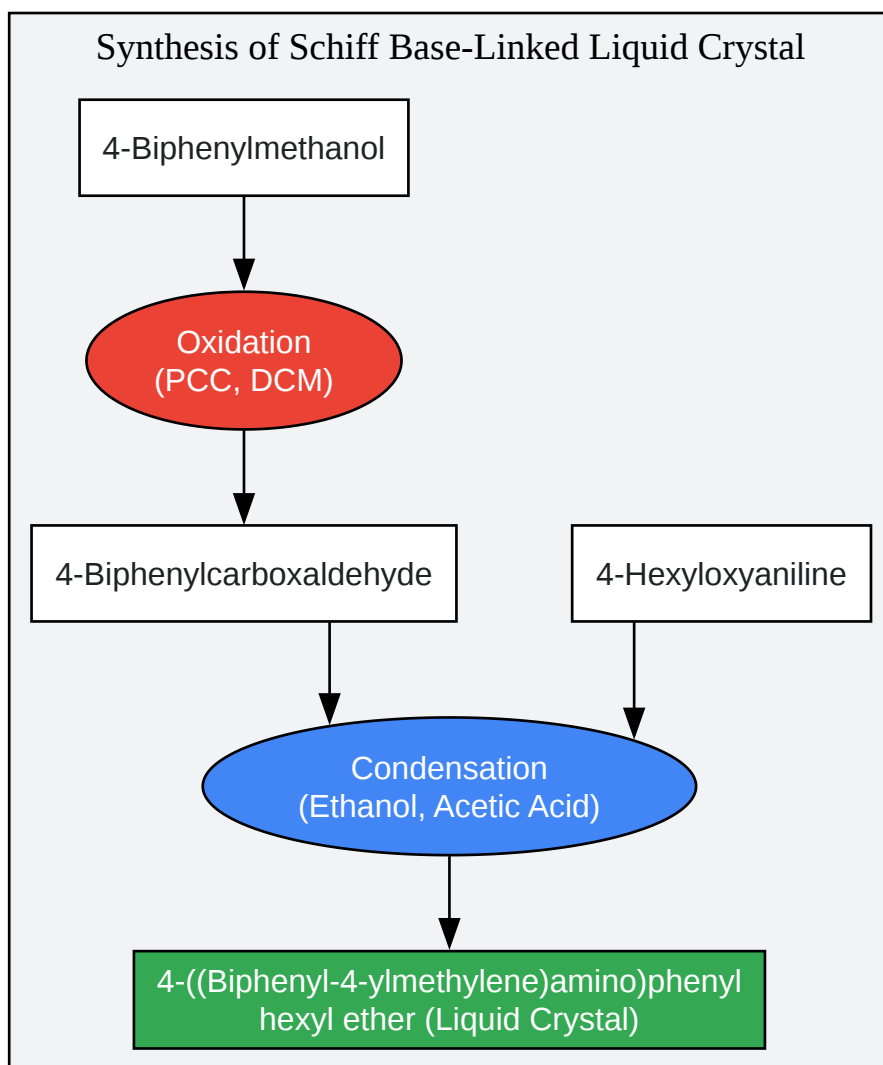 Synthesis of Schiff Base-Linked Liquid Crystal
4-Biphenylmethanol
Oxidation
(PCC, DCM)
4-Biphenylcarboxaldehyde
4-Hexyloxyaniline
Condensation
(Ethanol, Acetic Acid)
4-((Biphenyl-4-ylmethylene)amino)phenyl
hexyl ether (Liquid Crystal)